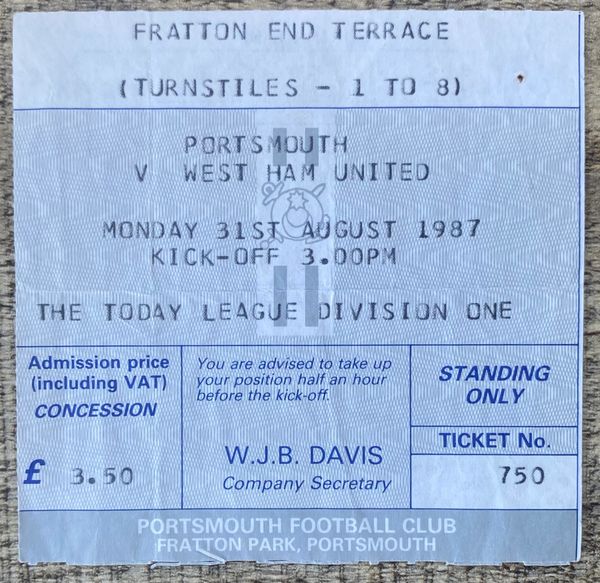 FRATTON END TERRACE
(TURNSTILES - 1 TO 8)
PORTSMOUTH
V WEST HAM UNITED
MONDAY 31ST AUGUST 1987
KICK-OFF 3.00PM
THE TODAY LEAGUE DIVISION ONE
Admission price
(including VAT)
CONCESSION
£ 3.50
You are advised to take up
your position half an hour
before the kick-off.
W.J.B. DAVIS
Company Secretary
STANDING
ONLY
TICKET No.
750
PORTSMOUTH FOOTBALL CLUB
FRATTON PARK, PORTSMOUTH